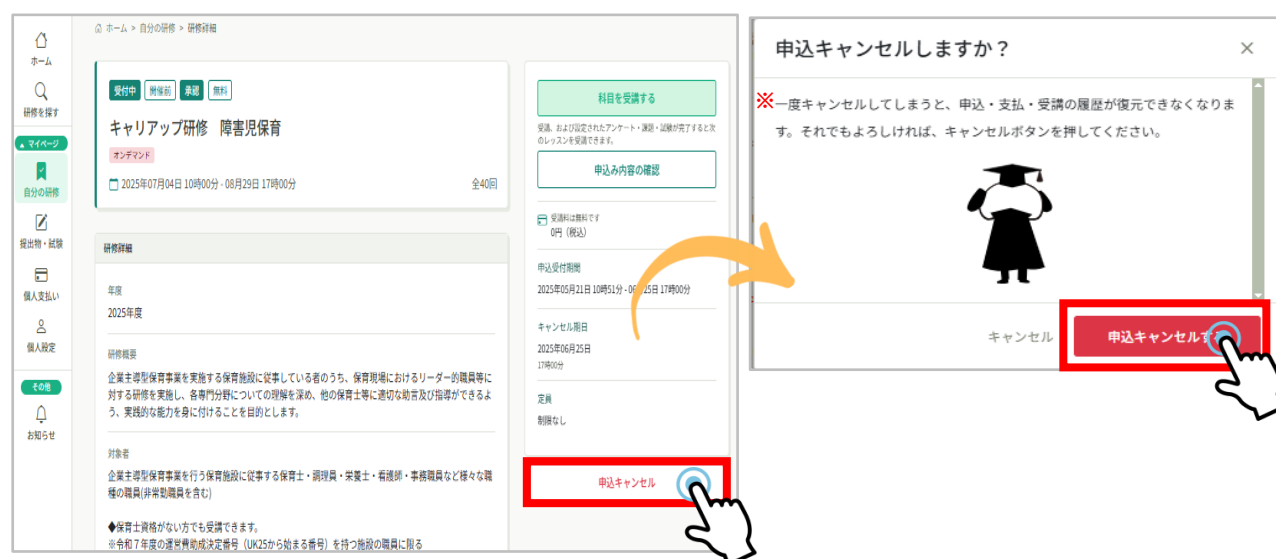 ホーム > 自分の研修 > 研修詳細
ホーム
研修を探す
▲ マイページ
自分の研修
提出物・試験
個人支払い
個人設定
その他
お知らせ
受付中 開催前 承認 無料
キャリアップ研修 障害児保育
オンデマンド
2025年07月04日 10時00分 - 08月29日 17時00分 全40回
研修詳細
年度
2025年度
研修概要
企業主導型保育事業を実施する保育施設に従事している者のうち、保育現場におけるリーダー的職員等に
対する研修を実施し、各専門分野についての理解を深め、他の保育士等に適切な助言及び指導ができるよ
う、実践的な能力を身に付けることを目的とします。
対象者
企業主導型保育事業を行う保育施設に従事する保育士・調理員・栄養士・看護師・事務職員など様々な職
種の職員(非常勤職員を含む)
◆保育士資格がない方でも受講できます。
※令和7年度の運営費助成決定番号（UK25から始まる番号）を持つ施設の職員に限る
科目を受講する
受講、および設定されたアンケート・課題・試験が完了すると次
のレッスンを受講できます。
申込み内容の確認
受講料は無料です
0円（税込）
申込受付期間
2025年05月21日 10時51分 - 06月25日 17時00分
キャンセル期日
2025年06月25日
17時00分
定員
制限なし
申込キャンセル
申込キャンセルしますか？ ×
※一度キャンセルしてしまうと、申込・支払・受講の履歴が復元できなくなりま
す。それでもよろしければ、キャンセルボタンを押してください。
キャンセル 申込キャンセルする